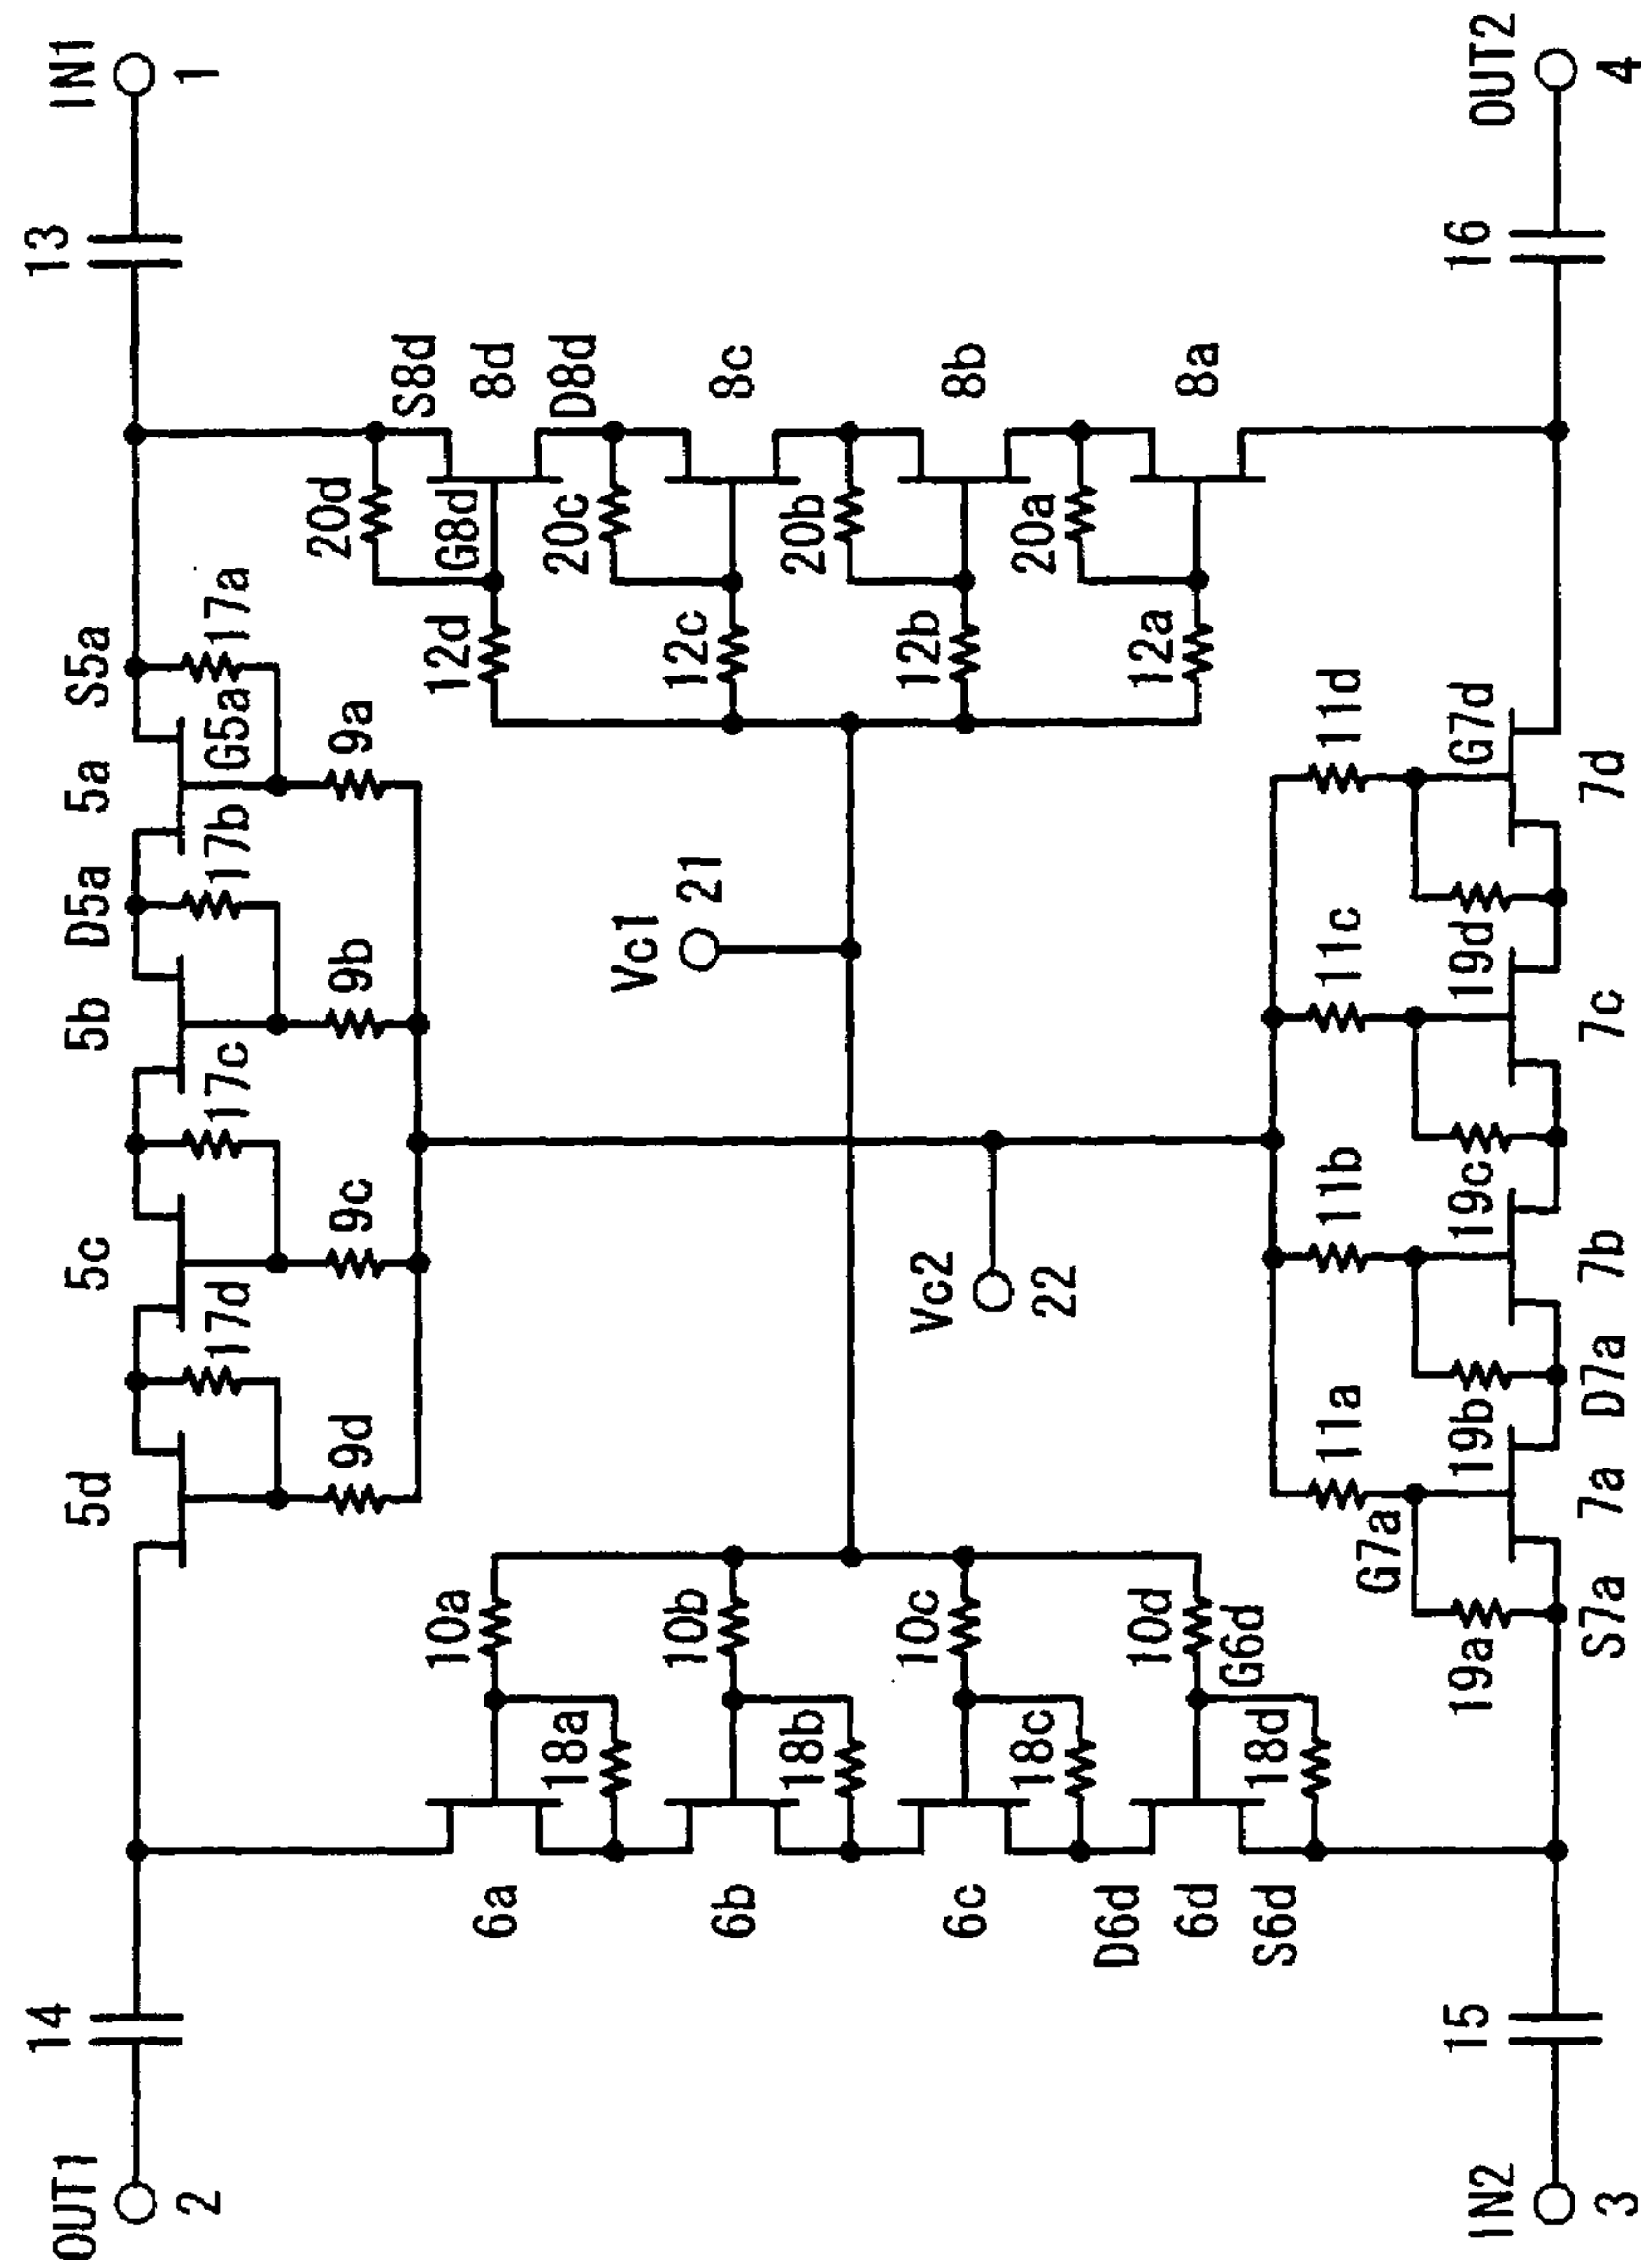 OUT1
14
5d
5c
5b
D5a
5a
S5a
13
IN1
2
17d
17c
17b
G5a
17a
1
9d
9c
9b
9a
20d
6a
10a
12d
G8d
S8d
8d
D8d
18a
20c
6b
10b
Vc1
21
12c
8c
18b
20b
6c
10c
Vc2
22
12b
8b
18c
20a
D6d
10d
12a
8a
6d
G6d
S6d
18d
11a
11b
11c
11d
G7a
IN2
15
19a
19b
19c
19d
G7d
16
OUT2
3
S7a
7a
D7a
7b
7c
7d
4